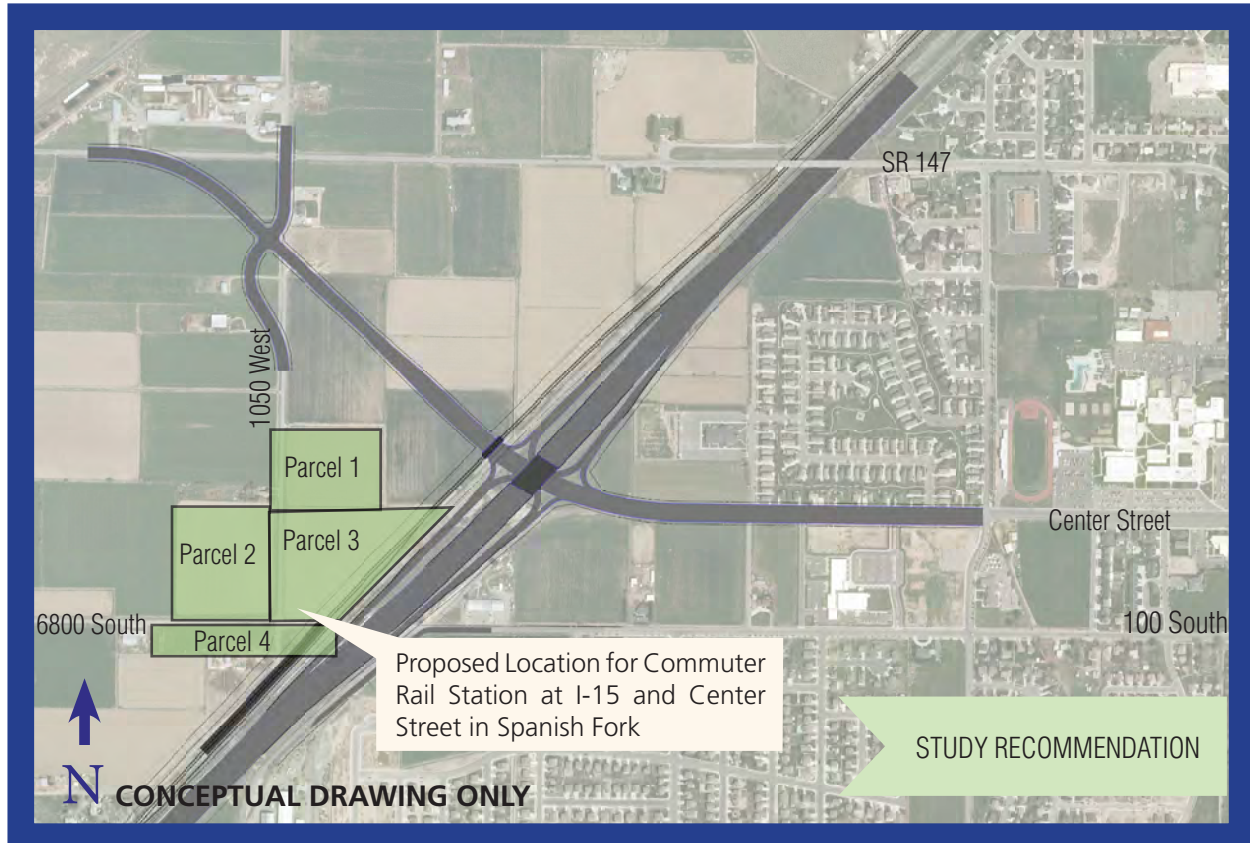 SR 147
1050 West
Parcel 1
Parcel 2
Parcel 3
Center Street
6800 South
Parcel 4
100 South
Proposed Location for Commuter
Rail Station at I-15 and Center
Street in Spanish Fork
STUDY RECOMMENDATION
N CONCEPTUAL DRAWING ONLY